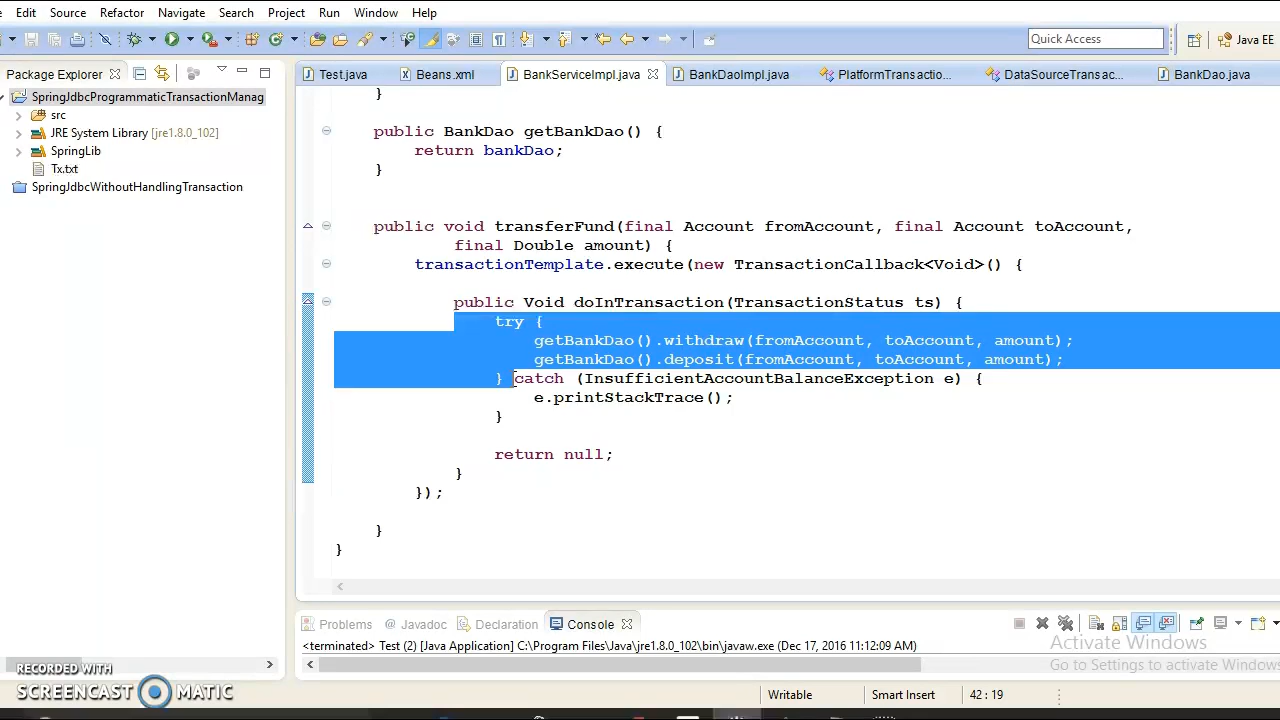 Edit Source Refactor Navigate Search Project Run Window Help
Quick Access
Java EE
Package Explorer
SpringJdbcProgrammaticTransactionManag
src
JRE System Library [jre1.8.0_102]
SpringLib
Tx.txt
SpringJdbcWithoutHandlingTransaction
Test.java Beans.xml BankServiceImpl.java BankDaoImpl.java PlatformTransactio... DataSourceTransac... BankDao.java
}
public BankDao getBankDao() {
return bankDao;
}
public void transferFund(final Account fromAccount, final Account toAccount,
final Double amount) {
transactionTemplate.execute(new TransactionCallback<Void>() {
public Void doInTransaction(TransactionStatus ts) {
try {
getBankDao().withdraw(fromAccount, toAccount, amount);
getBankDao().deposit(fromAccount, toAccount, amount);
} catch (InsufficientAccountBalanceException e) {
e.printStackTrace();
}
return null;
}
});
}
}
Problems Javadoc Declaration Console
<terminated> Test (2) [Java Application] C:\Program Files\Java\jre1.8.0_102\bin\javaw.exe (Dec 17, 2016 11:12:09 AM)
Activate Windows
Go to Settings to activate Windows
RECORDED WITH
SCREENCAST MATIC
Writable Smart Insert 42 : 19